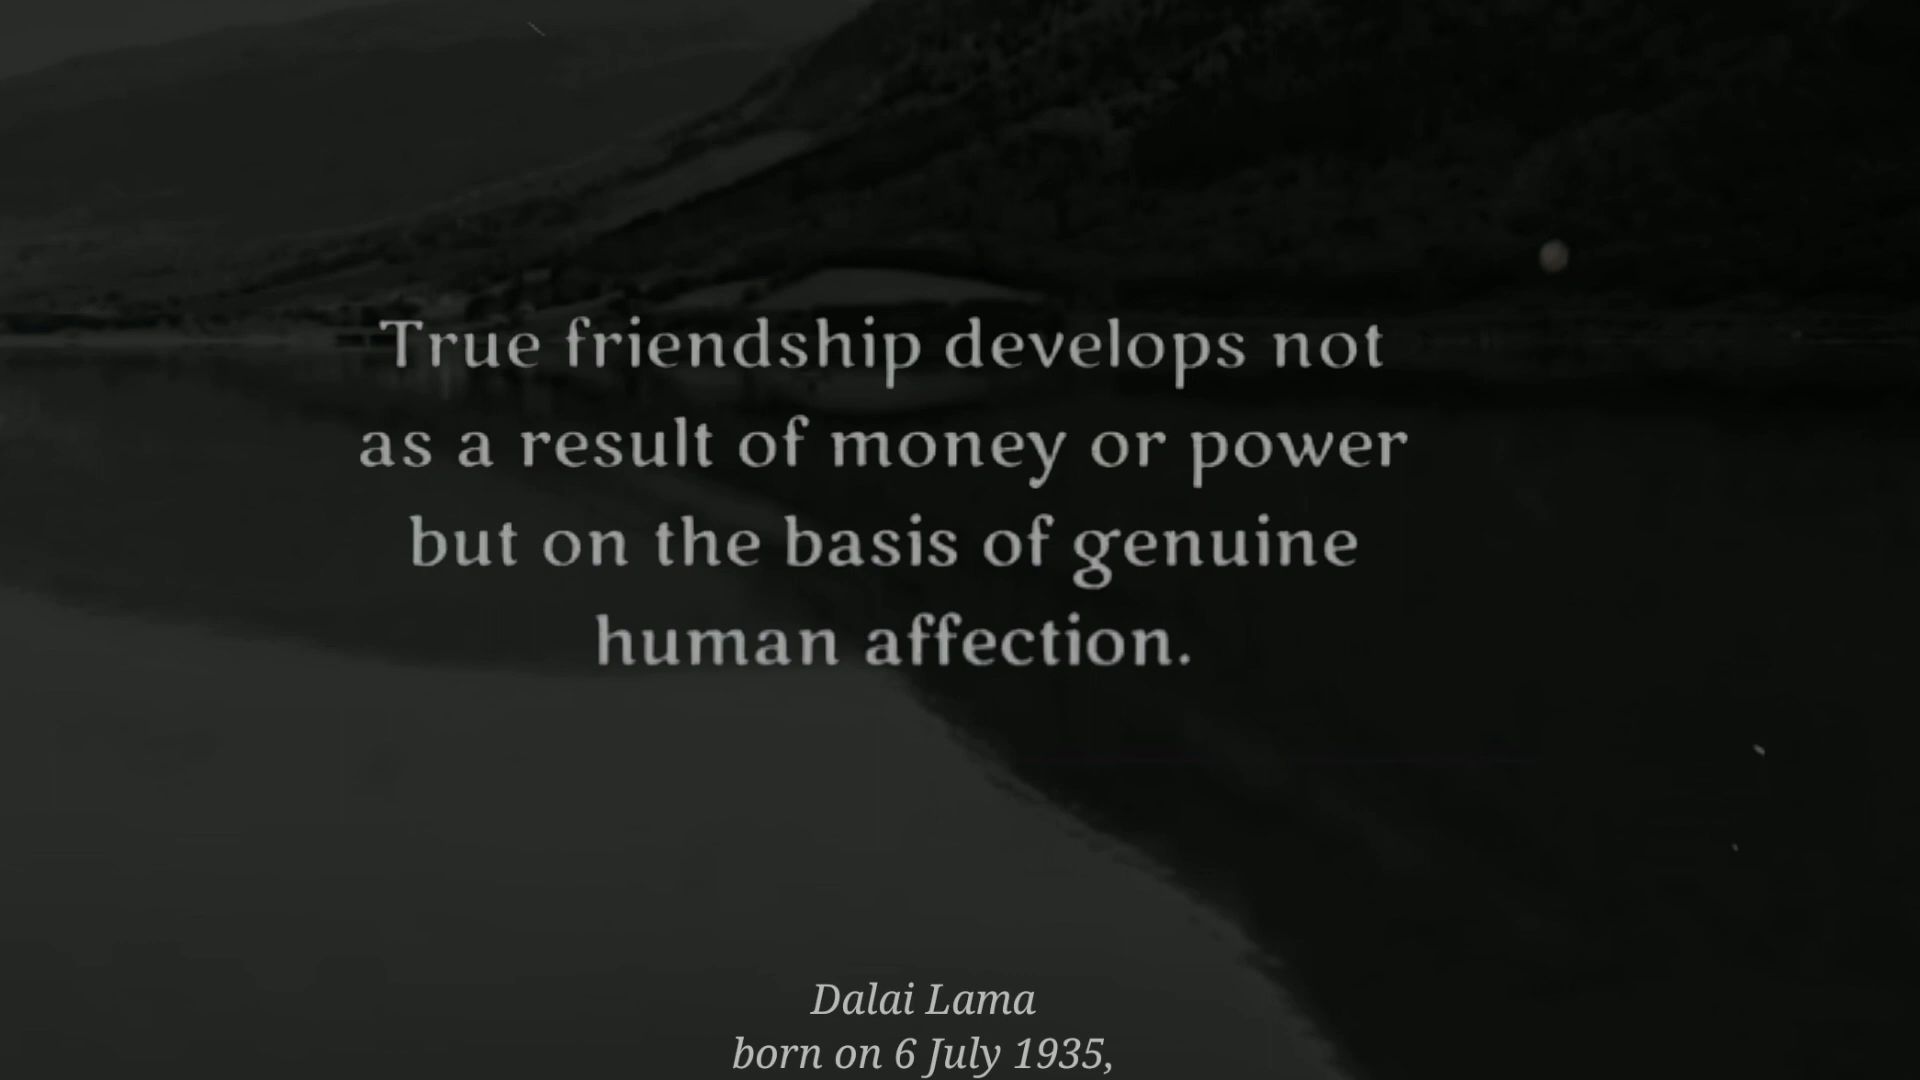 True friendship develops not
as a result of money or power
but on the basis of genuine
human affection.
Dalai Lama
born on 6 July 1935,